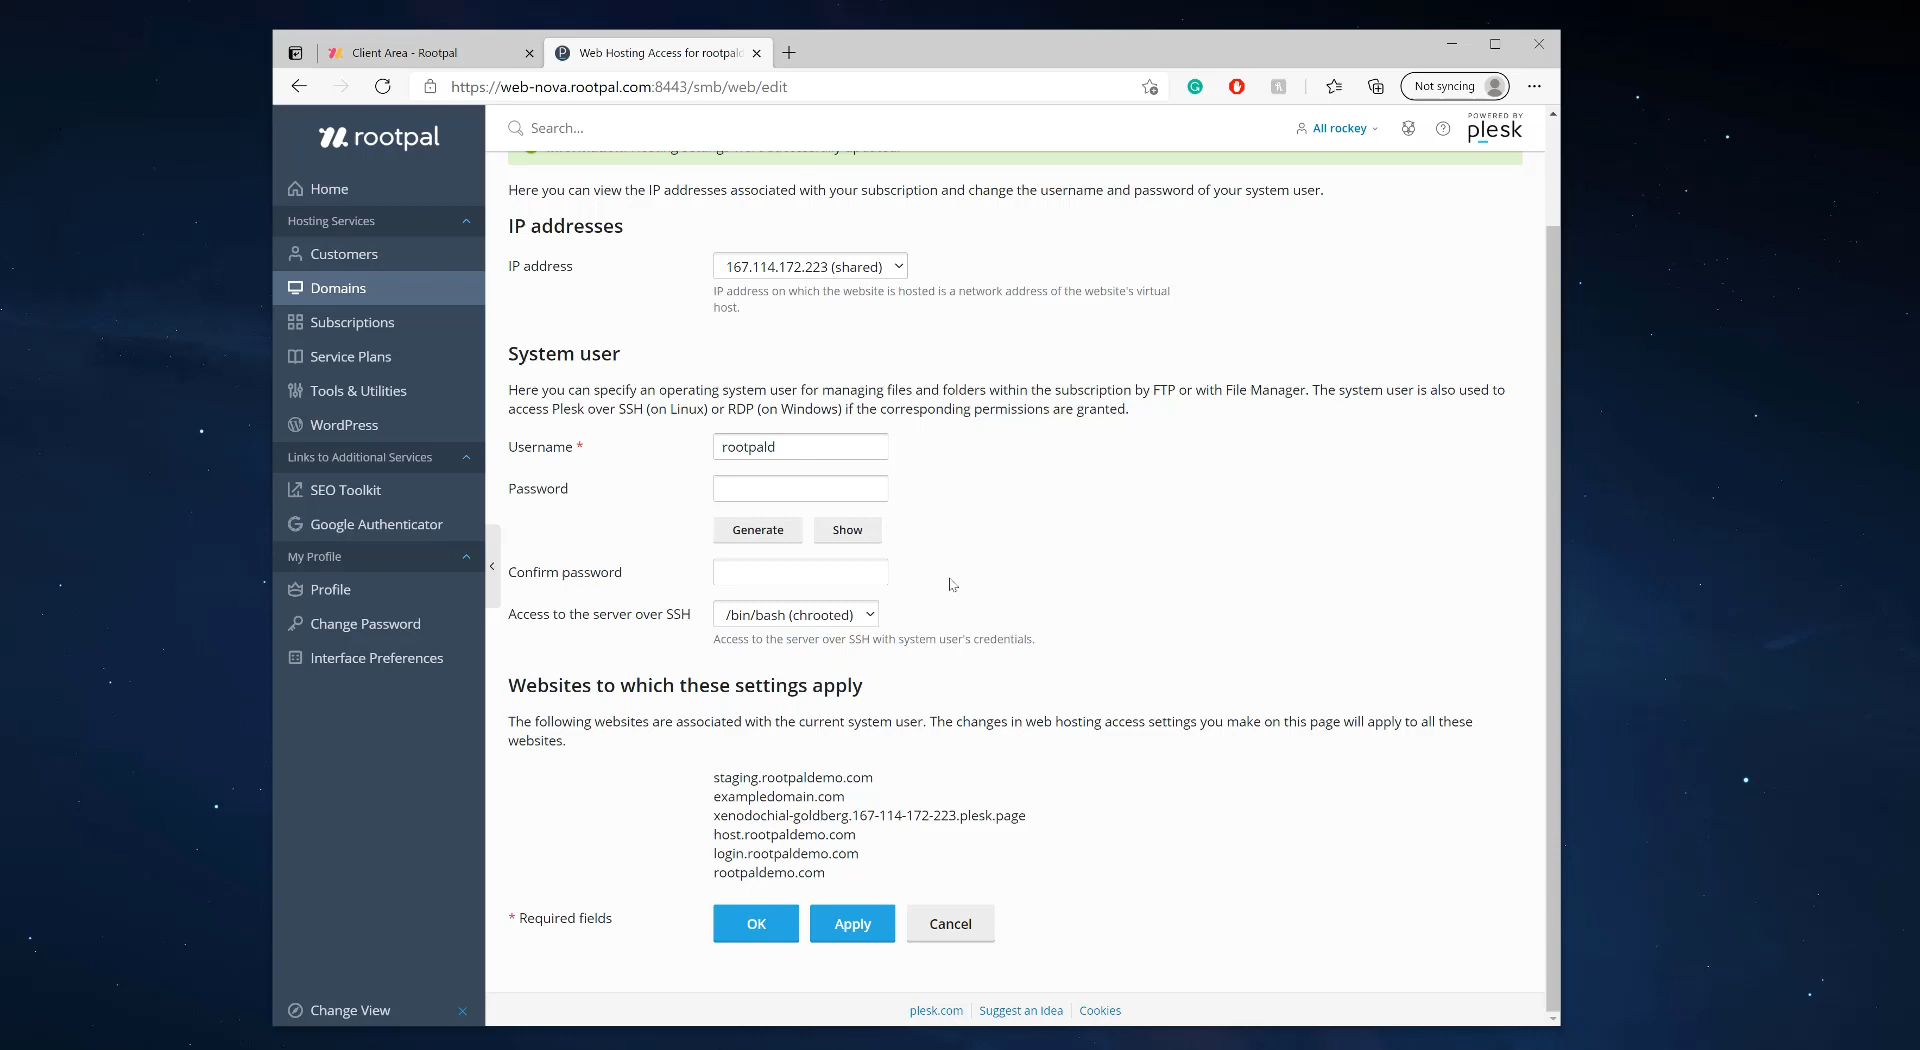 Client Area - Rootpal
Web Hosting Access for rootpald
https://web-nova.rootpal.com:8443/smb/web/edit
Not syncing
rootpal
Search...
All rockey
POWERED BY
plesk
Home
Hosting Services
Customers
Domains
Subscriptions
Service Plans
Tools & Utilities
WordPress
Links to Additional Services
SEO Toolkit
Google Authenticator
My Profile
Profile
Change Password
Interface Preferences
Change View
Here you can view the IP addresses associated with your subscription and change the username and password of your system user.
IP addresses
IP address
167.114.172.223 (shared)
IP address on which the website is hosted is a network address of the website's virtual
host.
System user
Here you can specify an operating system user for managing files and folders within the subscription by FTP or with File Manager. The system user is also used to
access Plesk over SSH (on Linux) or RDP (on Windows) if the corresponding permissions are granted.
Username *
rootpald
Password
Generate
Show
Confirm password
Access to the server over SSH
/bin/bash (chrooted)
Access to the server over SSH with system user's credentials.
Websites to which these settings apply
The following websites are associated with the current system user. The changes in web hosting access settings you make on this page will apply to all these
websites.
staging.rootpaldemo.com
exampledomain.com
xenodochial-goldberg.167-114-172-223.plesk.page
host.rootpaldemo.com
login.rootpaldemo.com
rootpaldemo.com
* Required fields
OK
Apply
Cancel
plesk.com
Suggest an Idea
Cookies